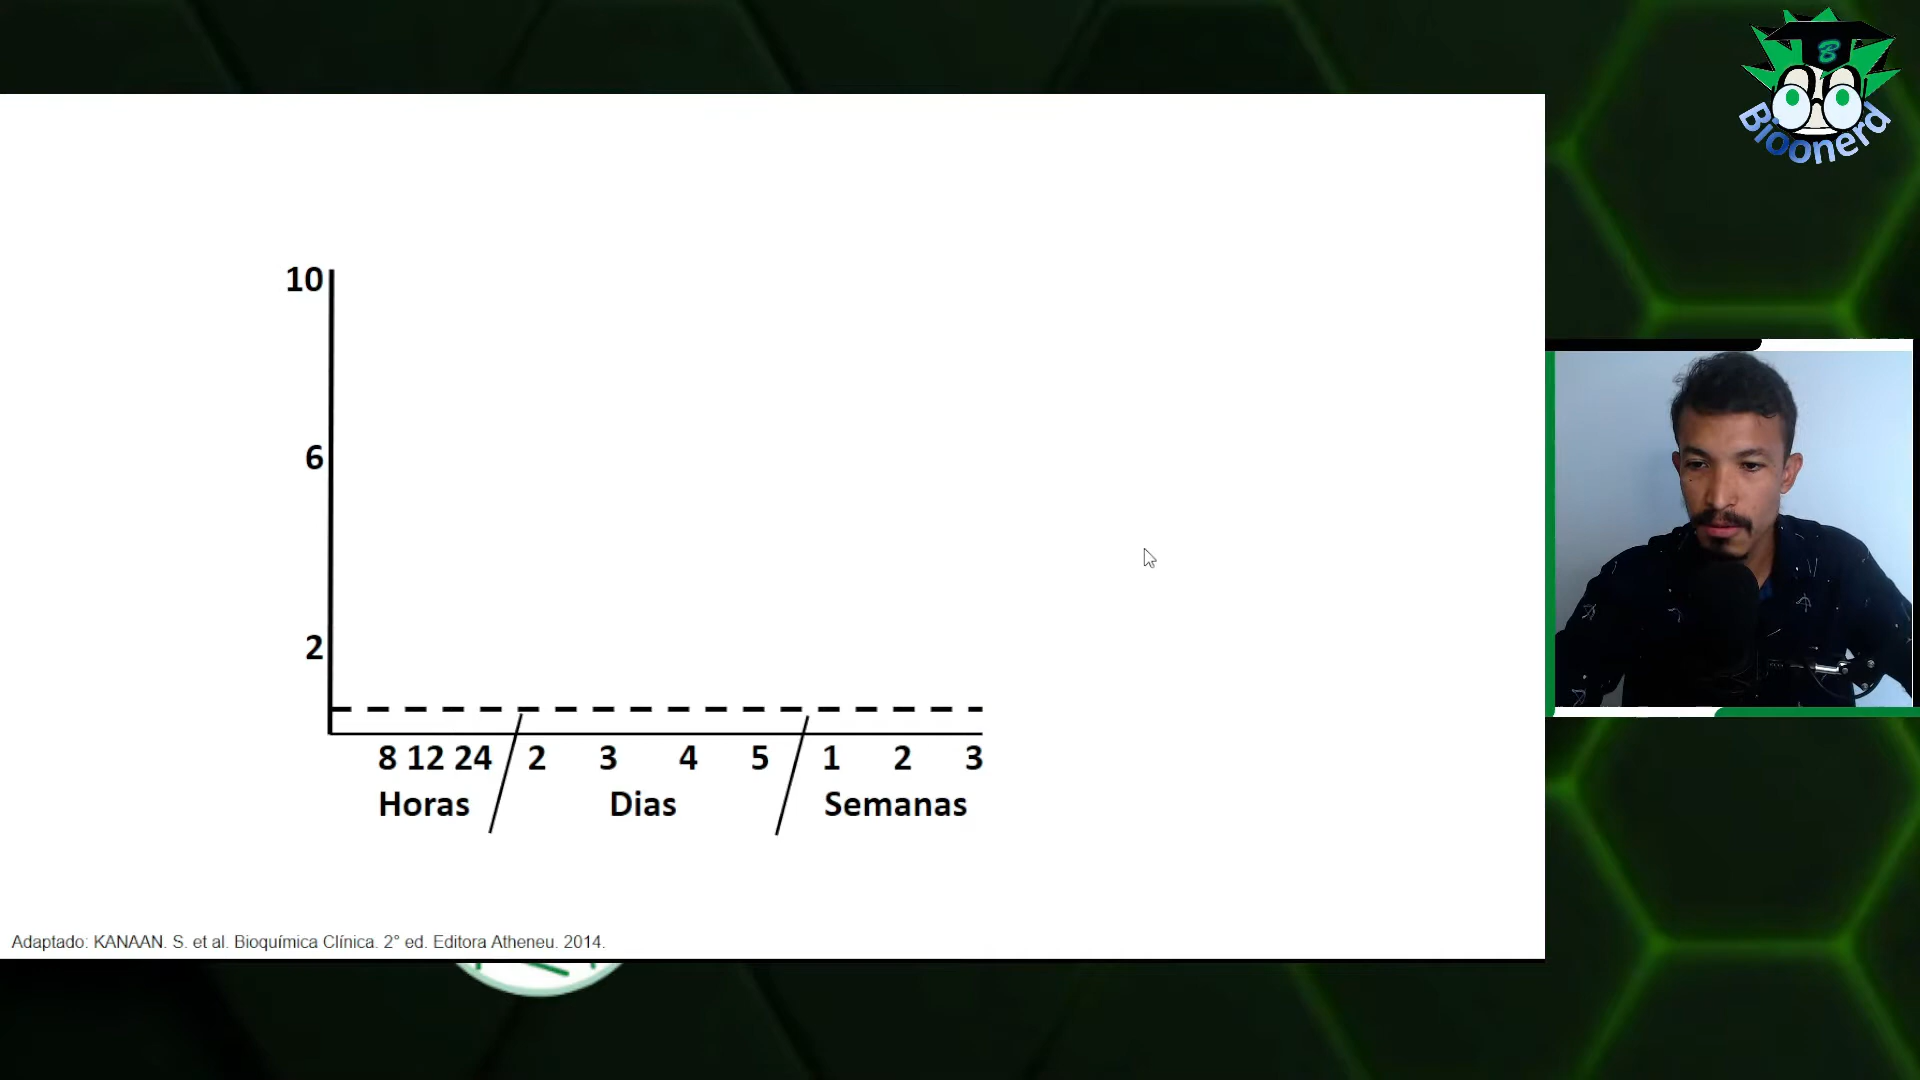 B
Bioonerd
10
6
2
8 12 24 2 3 4 5 1 2 3
Horas Dias Semanas
Adaptado: KANAAN. S. et al. Bioquímica Clínica. 2° ed. Editora Atheneu. 2014.